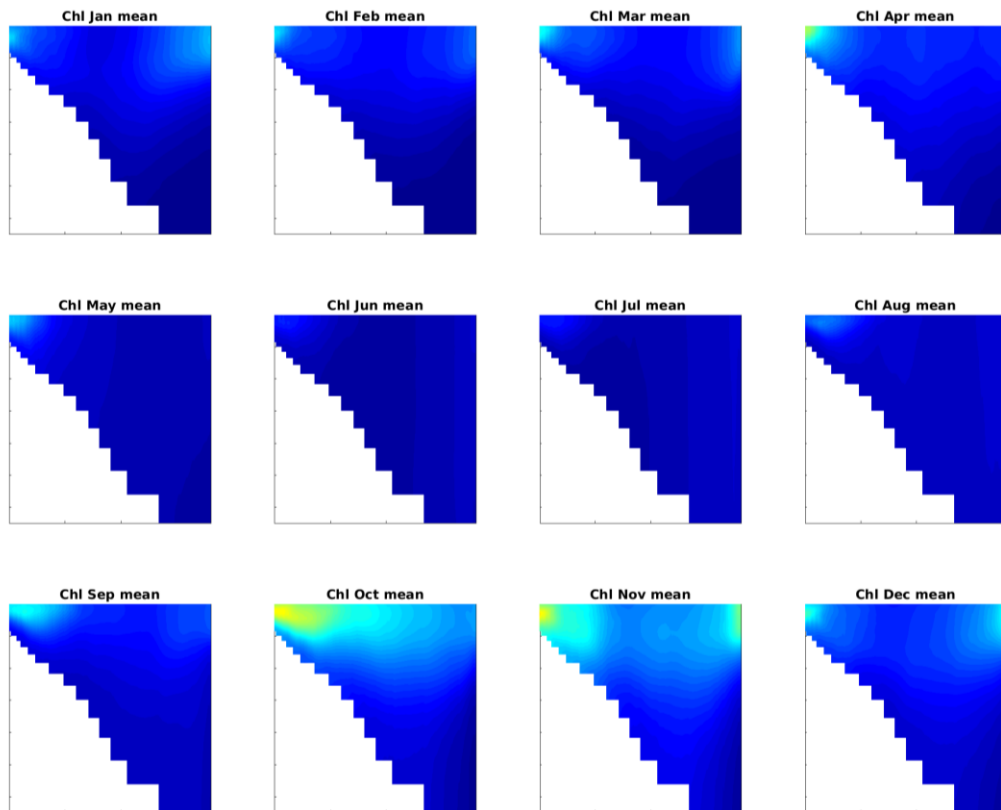 Chl Jan mean
Chl Feb mean
Chl Mar mean
Chl Apr mean
Chl May mean
Chl Jun mean
Chl Jul mean
Chl Aug mean
Chl Sep mean
Chl Oct mean
Chl Nov mean
Chl Dec mean